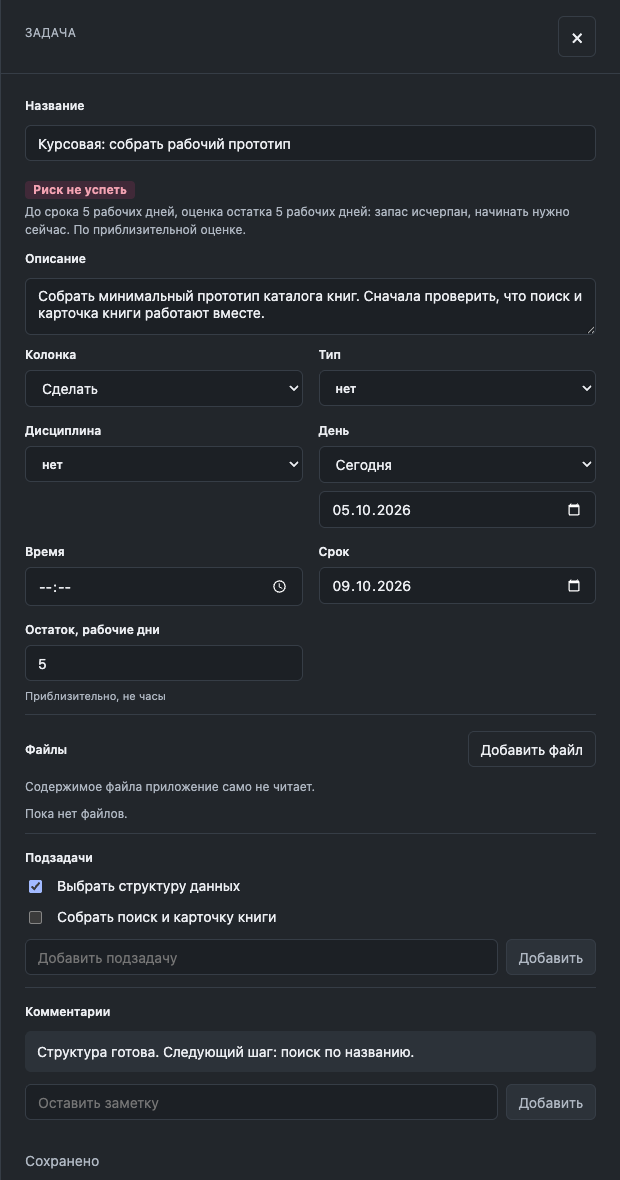 ЗАДАЧА
×
Название
Курсовая: собрать рабочий прототип
Риск не успеть
До срока 5 рабочих дней, оценка остатка 5 рабочих дней: запас исчерпан, начинать нужно
сейчас. По приблизительной оценке.
Описание
Собрать минимальный прототип каталога книг. Сначала проверить, что поиск и
карточка книги работают вместе.
Колонка
Тип
Сделать
нет
Дисциплина
День
нет
Сегодня
05.10.2026
Время
Срок
--:--
09.10.2026
Остаток, рабочие дни
5
Приблизительно, не часы
Файлы
Добавить файл
Содержимое файла приложение само не читает.
Пока нет файлов.
Подзадачи
Выбрать структуру данных
Собрать поиск и карточку книги
Добавить подзадачу
Добавить
Комментарии
Структура готова. Следующий шаг: поиск по названию.
Оставить заметку
Добавить
Сохранено